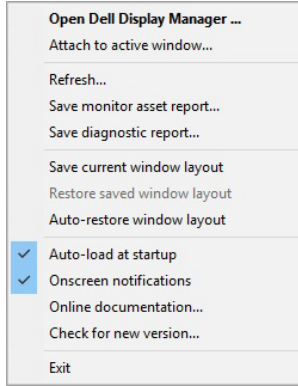 Open Dell Display Manager ...
Attach to active window...
Refresh...
Save monitor asset report...
Save diagnostic report...
Save current window layout
Restore saved window layout
Auto-restore window layout
Auto-load at startup
Onscreen notifications
Online documentation...
Check for new version...
Exit